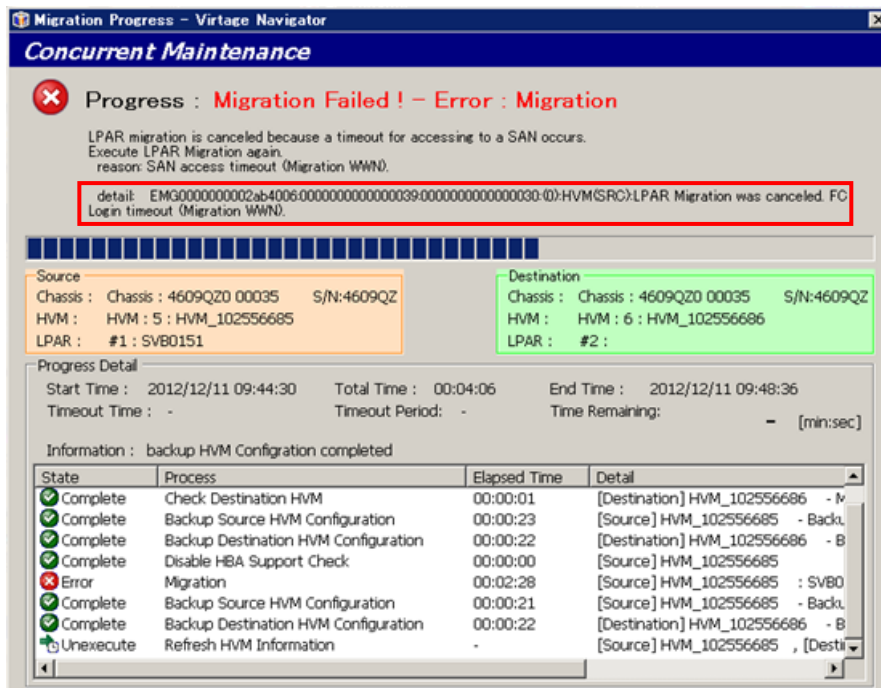 Migration Progress - Virtage Navigator
Concurrent Maintenance
Progress : Migration Failed ! - Error : Migration
LPAR migration is canceled because a timeout for accessing to a SAN occurs.
Execute LPAR Migration again.
reason: SAN access timeout (Migration WWN).
detail: EMG0000000002ab4006:0000000000000039:0000000000000030:(0):HVM(SRC):LPAR Migration was canceled. FC
Login timeout (Migration WWN).
Source
Chassis : Chassis : 4609QZ0 00035 S/N:4609QZ
HVM : HVM : 5 : HVM_102556685
LPAR : #1 : SVB0151
Destination
Chassis : Chassis : 4609QZ0 00035 S/N:4609QZ
HVM : HVM : 6 : HVM_102556686
LPAR : #2 :
Progress Detail
Start Time : 2012/12/11 09:44:30 Total Time : 00:04:06 End Time : 2012/12/11 09:48:36
Timeout Time : - Timeout Period: - Time Remaining: - [min:sec]
Information : backup HVM Configration completed
State Process Elapsed Time Detail
Complete Check Destination HVM 00:00:01 [Destination] HVM_102556686 - M
Complete Backup Source HVM Configuration 00:00:23 [Source] HVM_102556685 - Backu
Complete Backup Destination HVM Configuration 00:00:22 [Destination] HVM_102556686 - B
Complete Disable HBA Support Check 00:00:00 [Source] HVM_102556685
Error Migration 00:02:28 [Source] HVM_102556685 : SVB0
Complete Backup Source HVM Configuration 00:00:21 [Source] HVM_102556685 - Backu
Complete Backup Destination HVM Configuration 00:00:22 [Destination] HVM_102556686 - B
Unexecute Refresh HVM Information - [Source] HVM_102556685 , [Desti